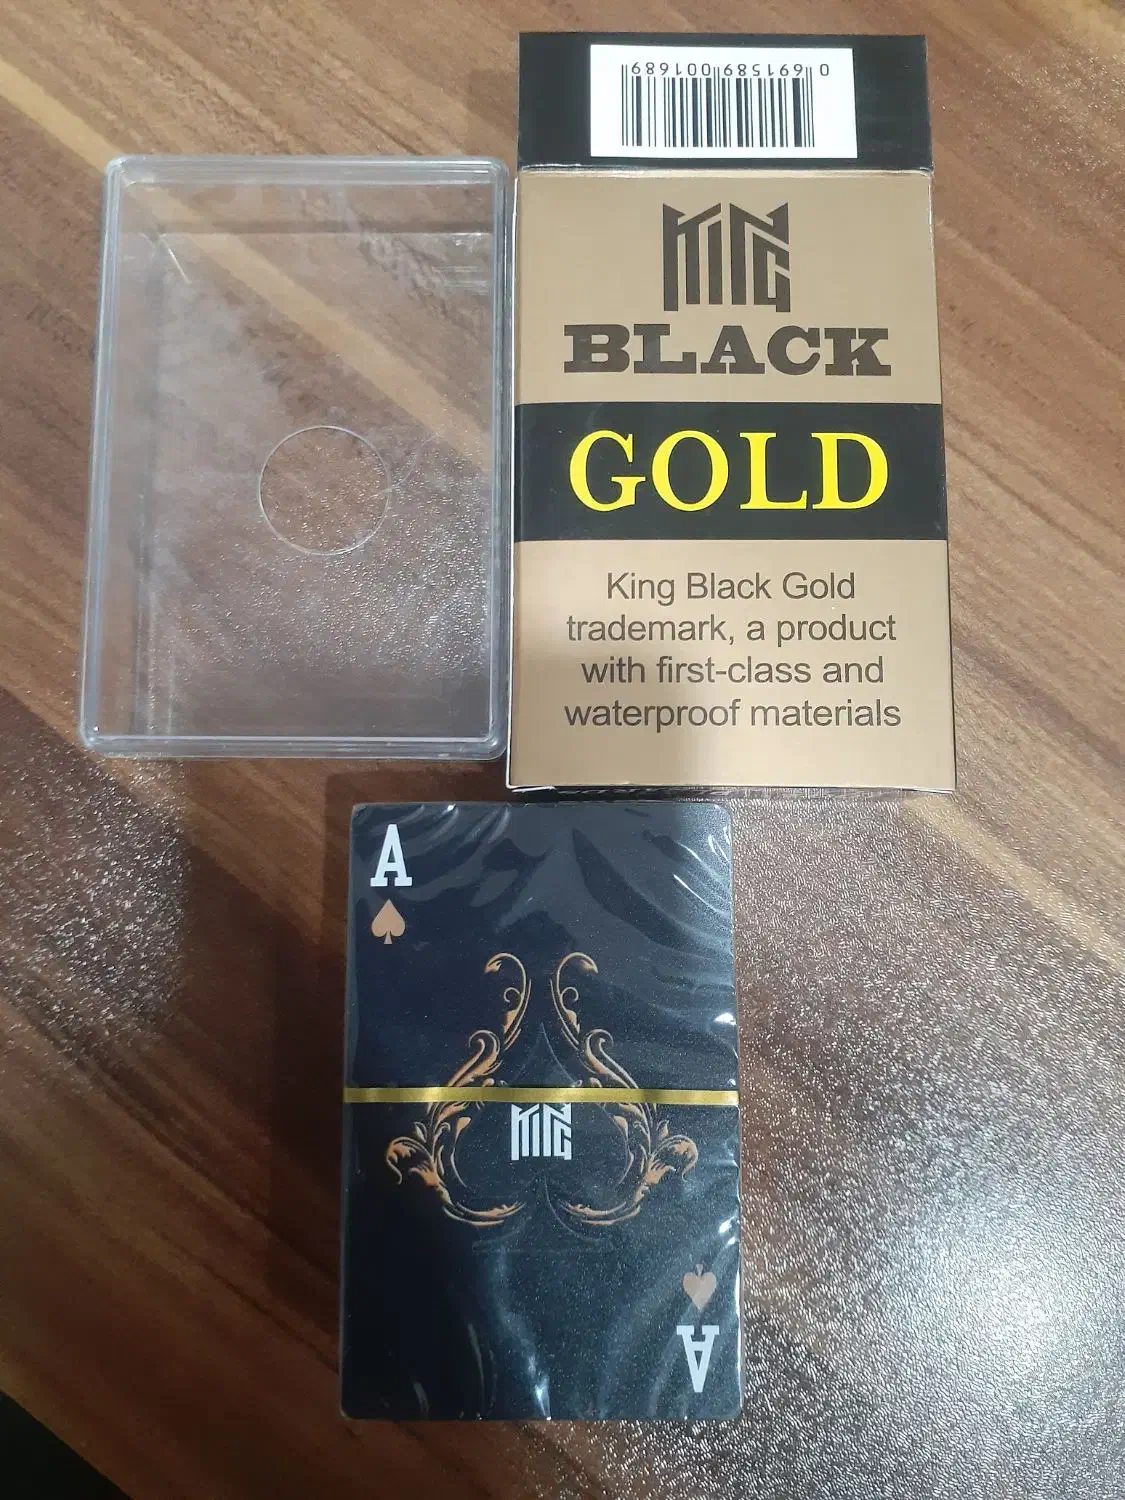 0 691589 001689
KING
BLACK
GOLD
King Black Gold
trademark, a product
with first-class and
waterproof materials
A
KING
A